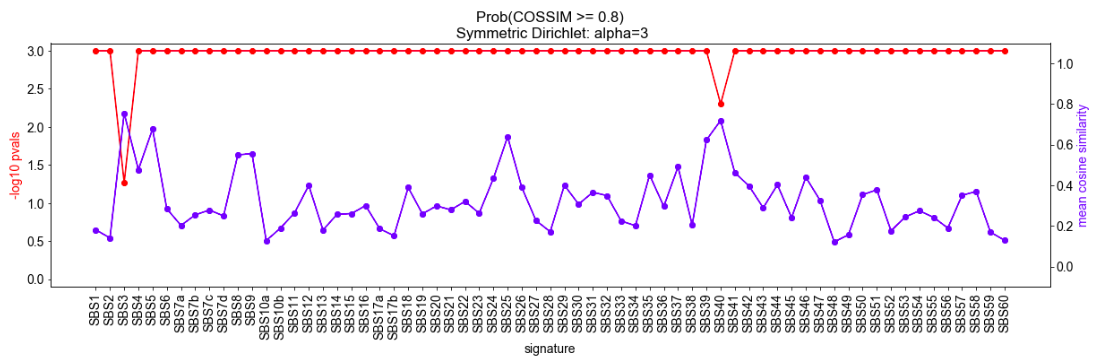 Prob(COSSIM >= 0.8)
Symmetric Dirichlet: alpha=3
-log10 pvals
3.0
2.5
2.0
1.5
1.0
0.5
0.0
mean cosine similarity
1.0
0.8
0.6
0.4
0.2
0.0
SBS1
SBS2
SBS3
SBS4
SBS5
SBS6
SBS7a
SBS7b
SBS7c
SBS7d
SBS8
SBS9
SBS10a
SBS10b
SBS11
SBS12
SBS13
SBS14
SBS15
SBS16
SBS17a
SBS17b
SBS18
SBS19
SBS20
SBS21
SBS22
SBS23
SBS24
SBS25
SBS26
SBS27
SBS28
SBS29
SBS30
SBS31
SBS32
SBS33
SBS34
SBS35
SBS36
SBS37
SBS38
SBS39
SBS40
SBS41
SBS42
SBS43
SBS44
SBS45
SBS46
SBS47
SBS48
SBS49
SBS50
SBS51
SBS52
SBS53
SBS54
SBS55
SBS56
SBS57
SBS58
SBS59
SBS60
signature